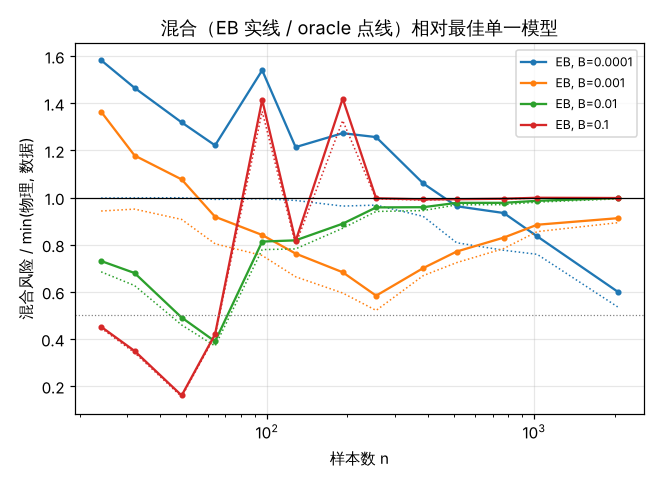 混合（EB 实线 / oracle 点线）相对最佳单一模型
混合风险 / min(物理, 数据)
1.6
1.4
1.2
1.0
0.8
0.6
0.4
0.2
EB, B=0.0001
EB, B=0.001
EB, B=0.01
EB, B=0.1
10²
10³
样本数 n